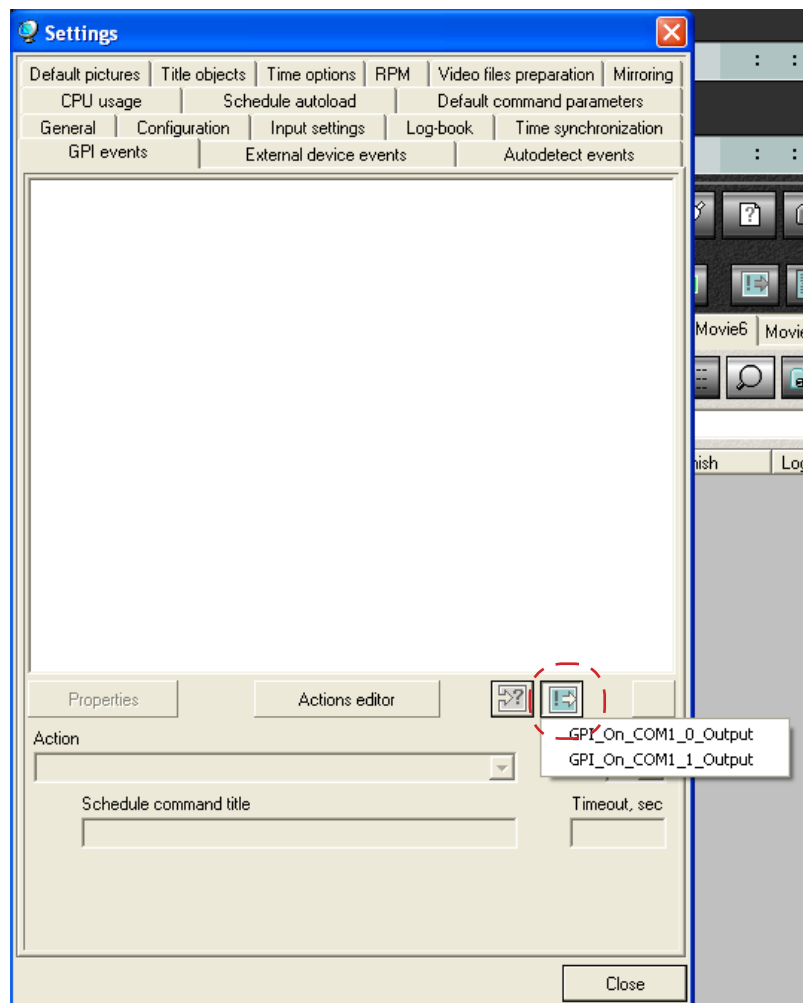 Settings
Default pictures Title objects Time options RPM Video files preparation Mirroring
CPU usage Schedule autoload Default command parameters
General Configuration Input settings Log-book Time synchronization
GPI events External device events Autodetect events
: :
: :
Movie6
Properties Actions editor
GPI_On_COM1_0_Output
GPI_On_COM1_1_Output
Action
Schedule command title Timeout, sec
Close